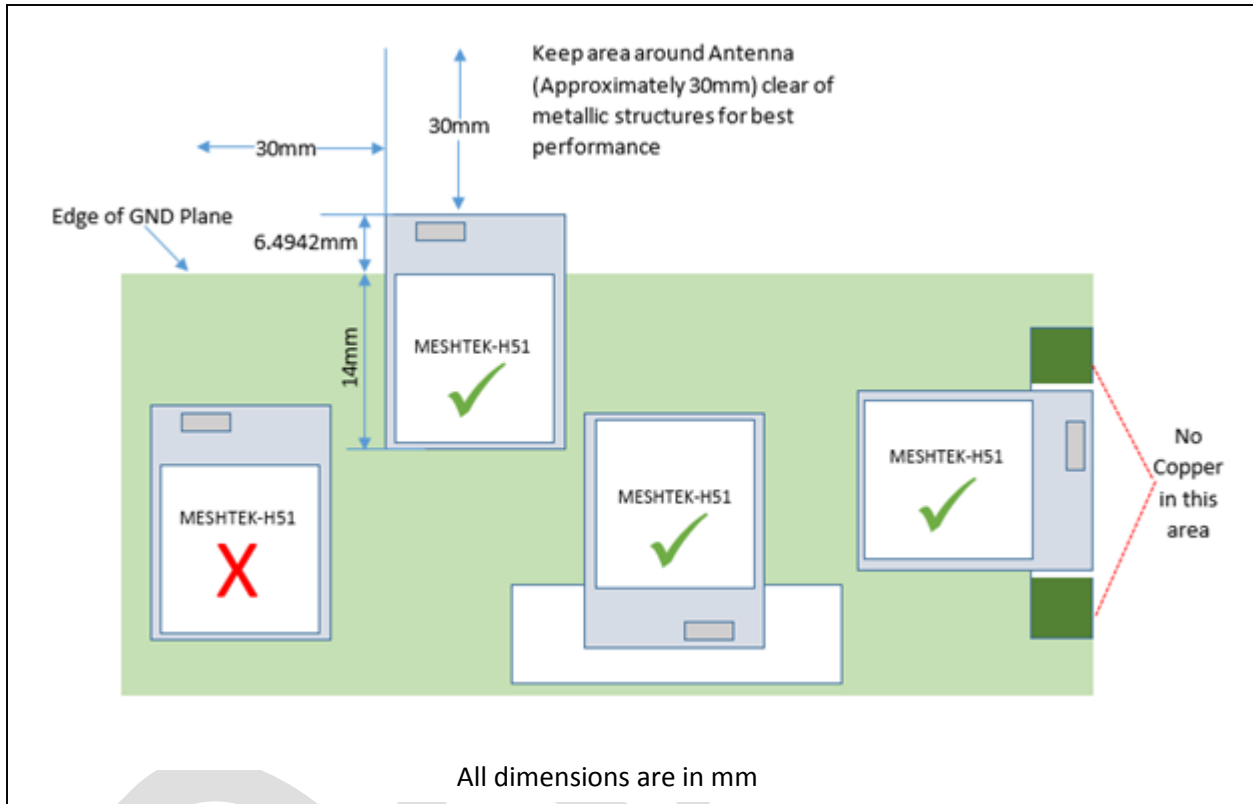 Keep area around Antenna
(Approximately 30mm) clear of
metallic structures for best
performance
30mm
30mm
Edge of GND Plane
6.4942mm
14mm
MESHTEK-H51
MESHTEK-H51
MESHTEK-H51
MESHTEK-H51
X
No
Copper
in this
area
All dimensions are in mm